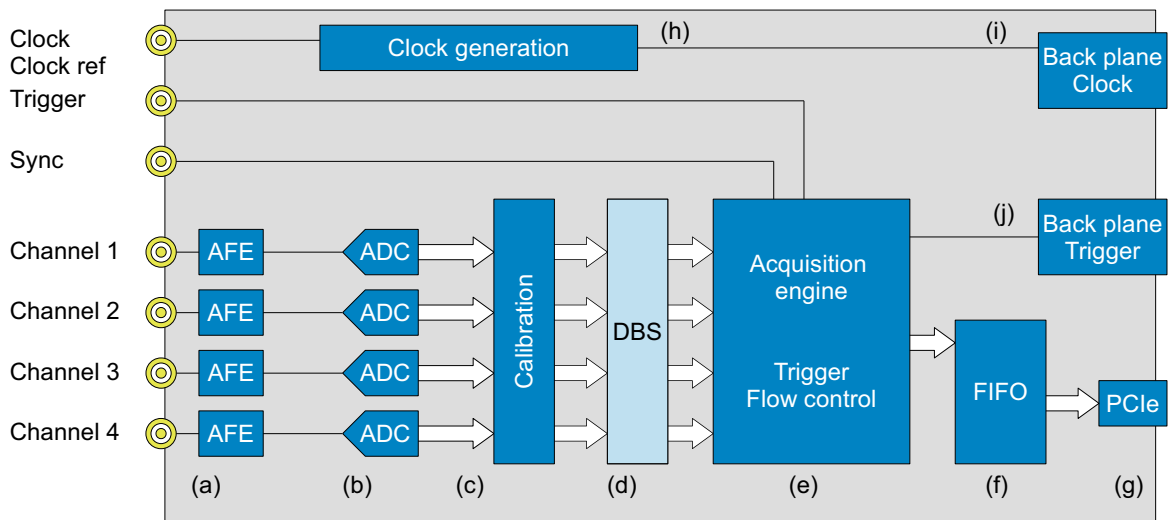 Clock
Clock ref
Trigger
Sync
Channel 1
Channel 2
Channel 3
Channel 4
Clock generation
(h)
(i)
Back plane
Clock
(j)
Back plane
Trigger
AFE
AFE
AFE
AFE
ADC
ADC
ADC
ADC
Calibration
DBS
Acquisition
engine
Trigger
Flow control
FIFO
PCIe
(a)
(b)
(c)
(d)
(e)
(f)
(g)